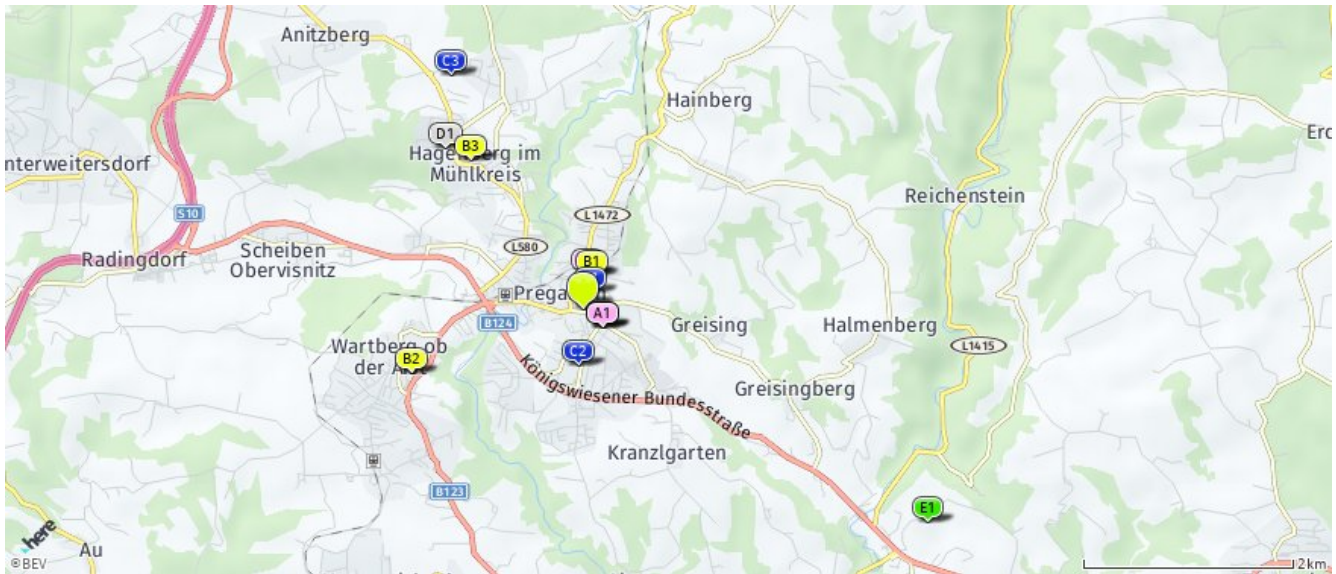 Anitzberg
C3
Hainberg
D1
B3
Hagenberg im
Mühlkreis
nterweitersdorf
Erd
Reichenstein
S10
L1472
L580
Scheiben
Obervisnitz
Radingdorf
B1
Prega
A1
B124
Greising
Halmenberg
L1415
Wartberg ob
der Aist
B2
C2
Königswiesener Bundesstraße
Greisingberg
Kranzlgarten
B123
E1
here
Au
©BEV
2km